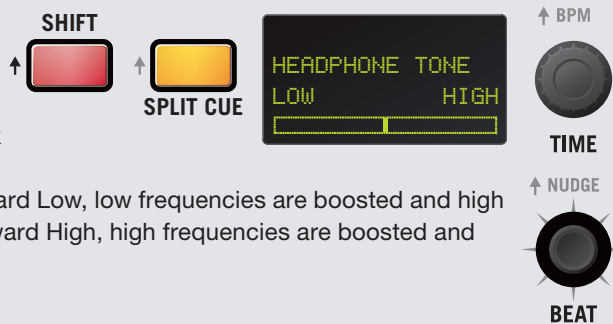 SHIFT
SPLIT CUE
HEADPHONE TONE
LOW HIGH
BPM
TIME
ard Low, low frequencies are boosted and high
ward High, high frequencies are boosted and
NUDGE
BEAT